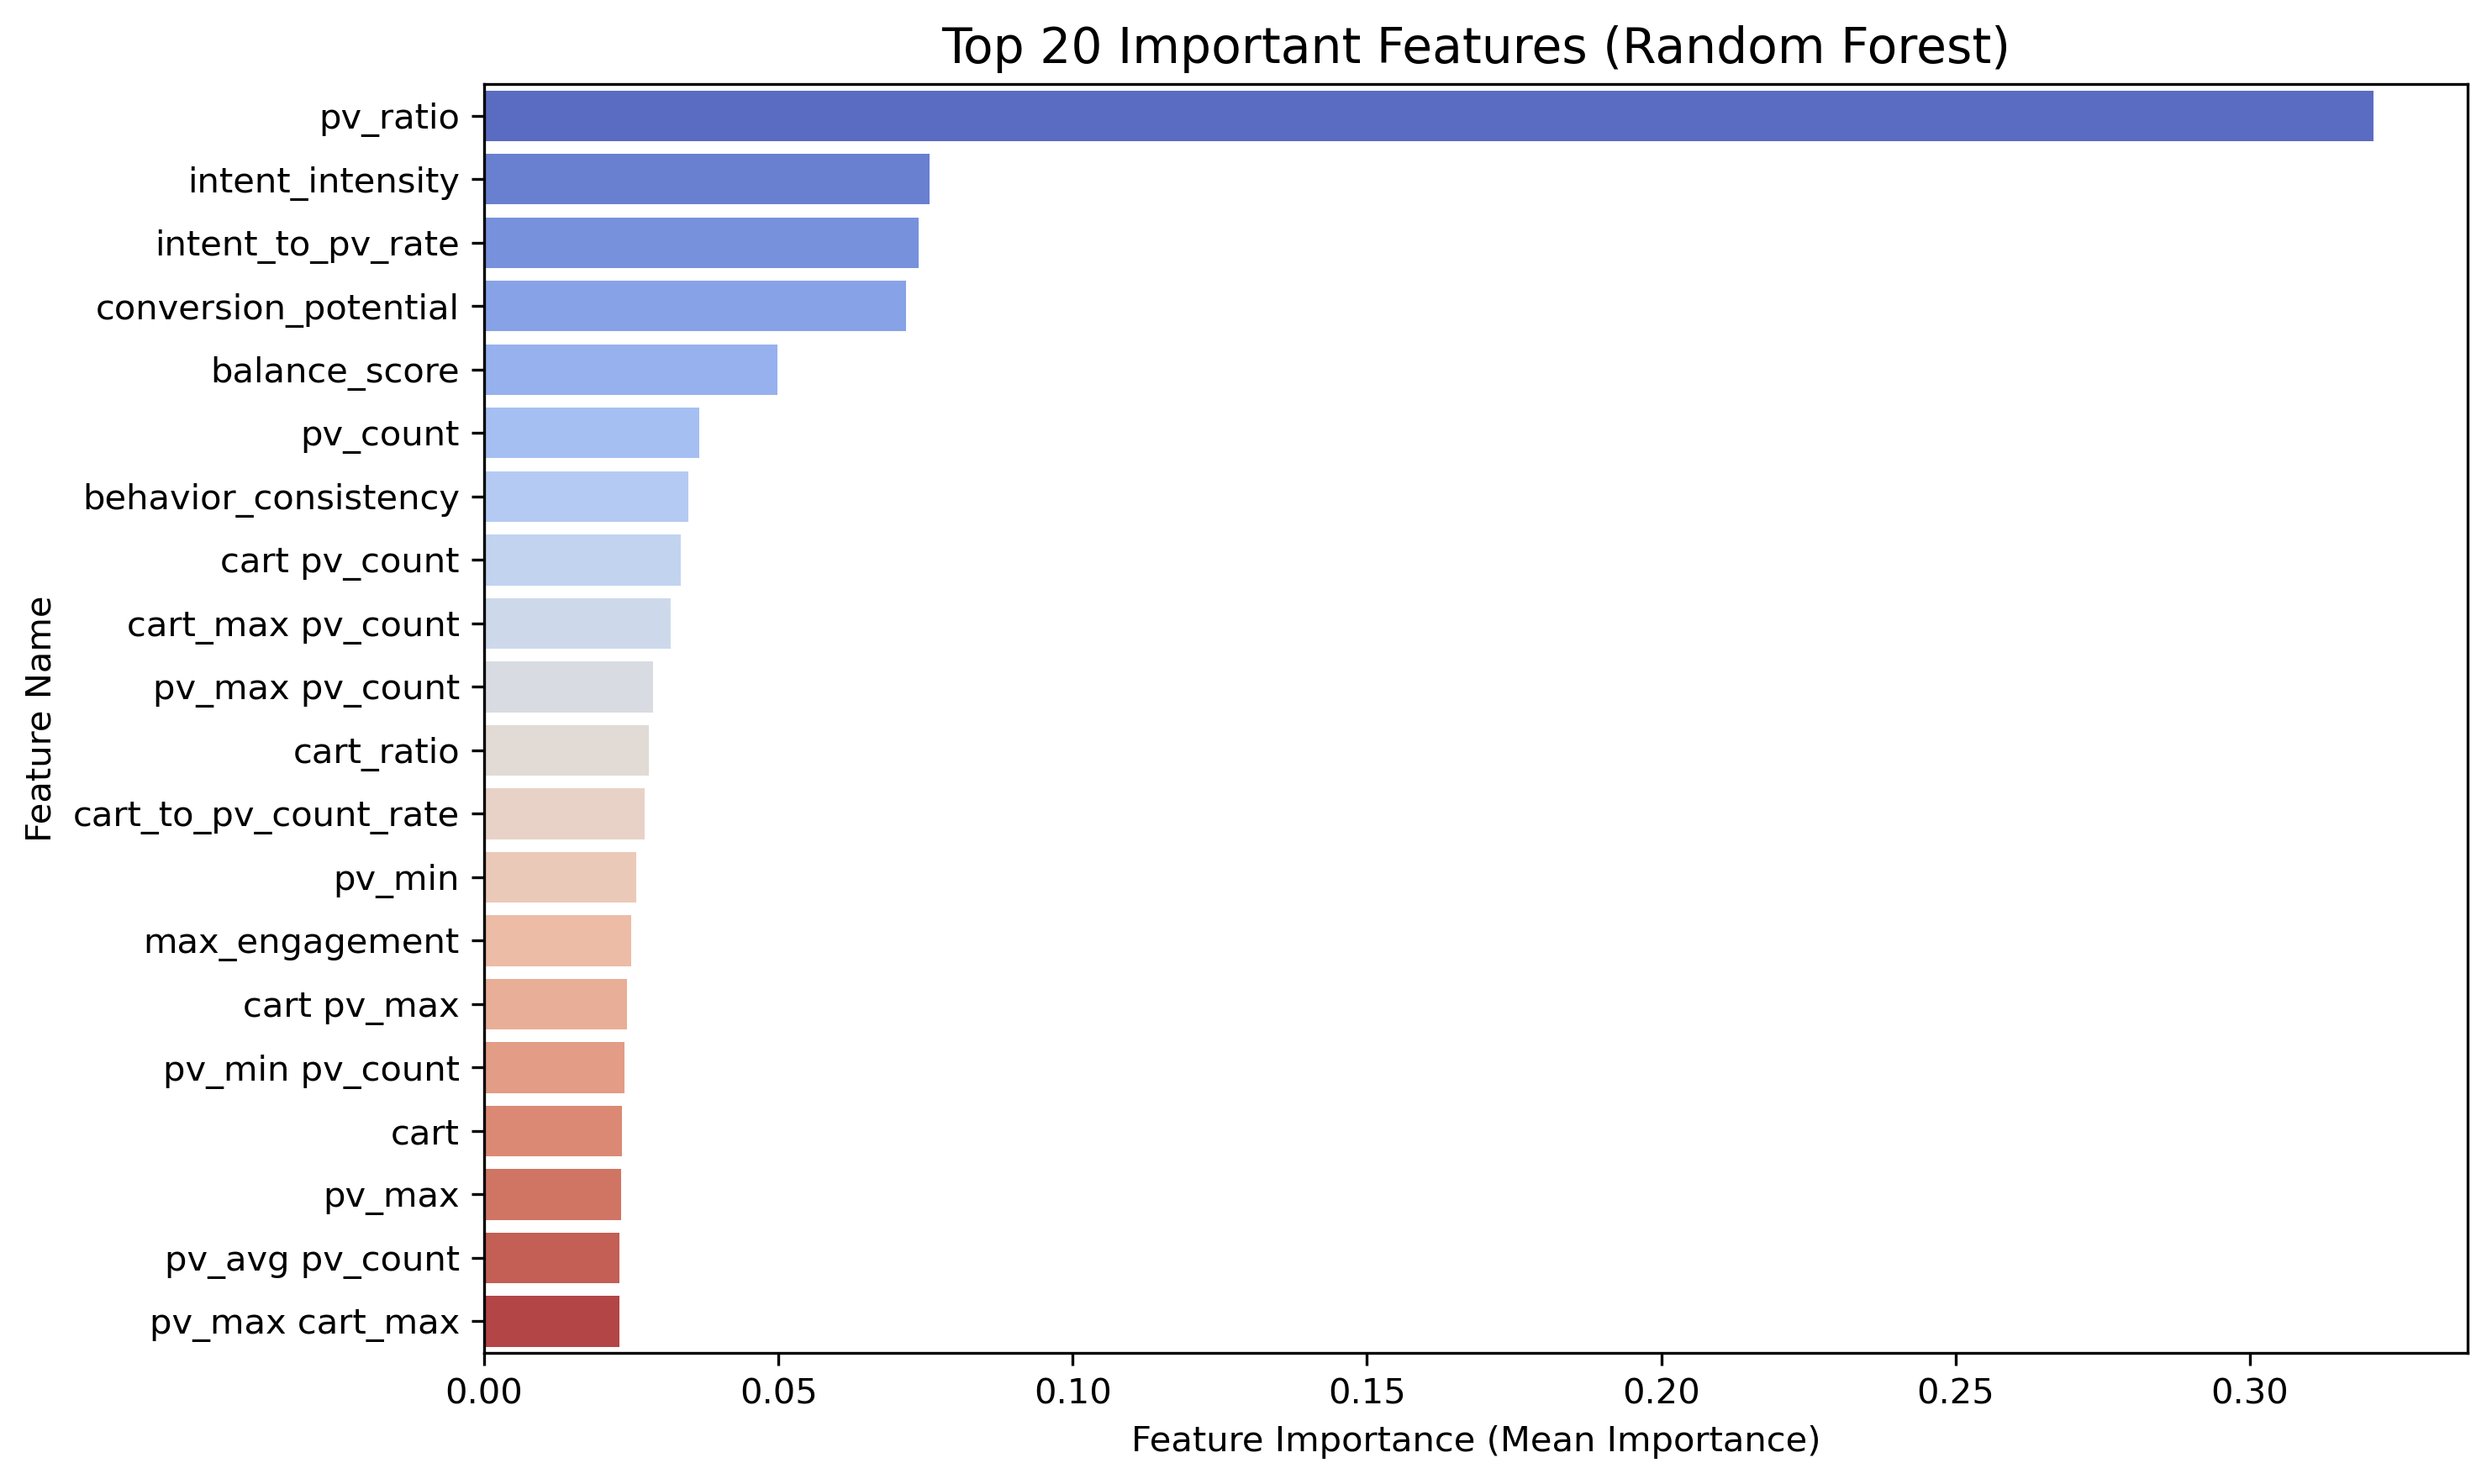 Top 20 Important Features (Random Forest)
Feature Name
pv_ratio
intent_intensity
intent_to_pv_rate
conversion_potential
balance_score
pv_count
behavior_consistency
cart pv_count
cart_max pv_count
pv_max pv_count
cart_ratio
cart_to_pv_count_rate
pv_min
max_engagement
cart pv_max
pv_min pv_count
cart
pv_max
pv_avg pv_count
pv_max cart_max
0.00 0.05 0.10 0.15 0.20 0.25 0.30
Feature Importance (Mean Importance)